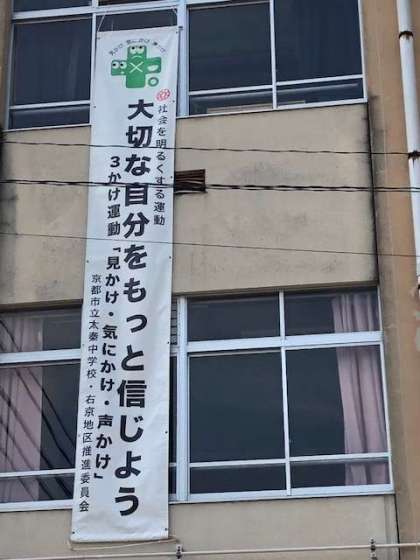 社会を明るくする運動
大切な自分をもっと信じよう
3かけ運動「見かけ・気にかけ・声かけ」
京都市立太秦中学校・右京地区推進委員会